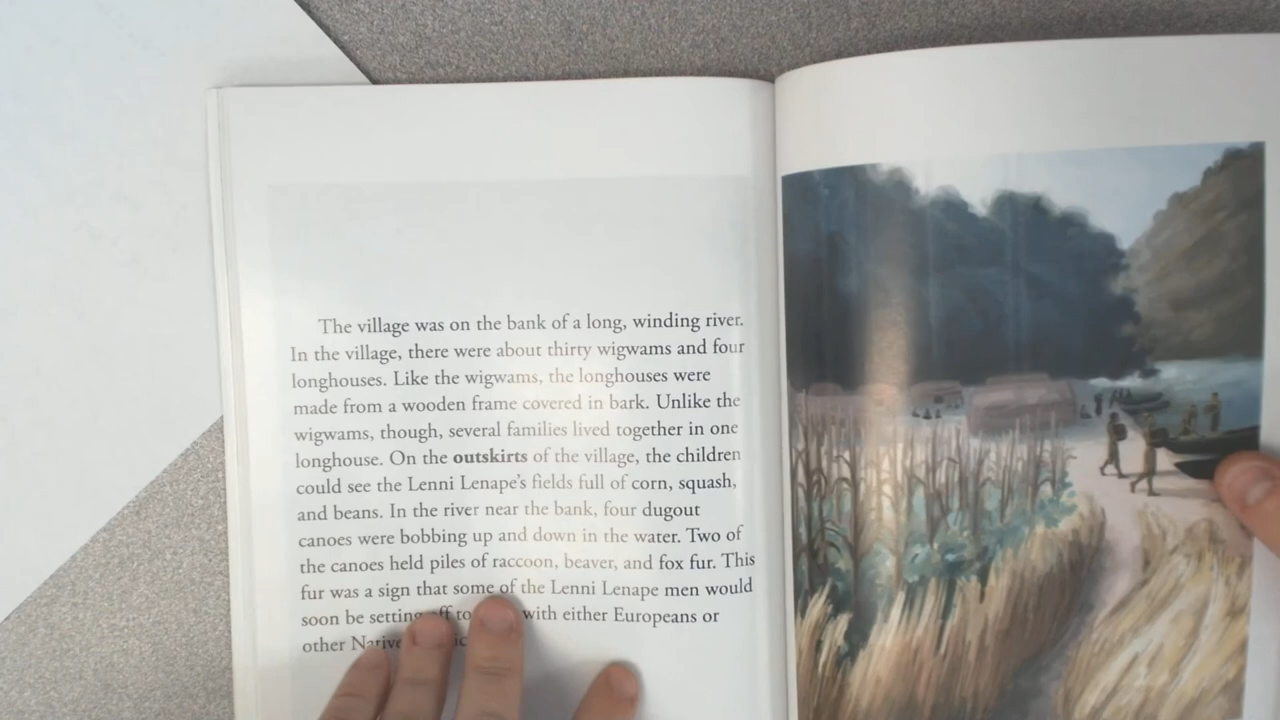 The village was on the bank of a long, winding river.
In the village, there were about thirty wigwams and four
longhouses. Like the wigwams, the longhouses were
made from a wooden frame covered in bark. Unlike the
wigwams, though, several families lived together in one
longhouse. On the outskirts of the village, the children
could see the Lenni Lenape's fields full of corn, squash,
and beans. In the river near the bank, four dugout
canoes were bobbing up and down in the water. Two of
the canoes held piles of raccoon, beaver, and fox fur. This
fur was a sign that some of the Lenni Lenape men would
soon be setting off to with either Europeans or
other Native